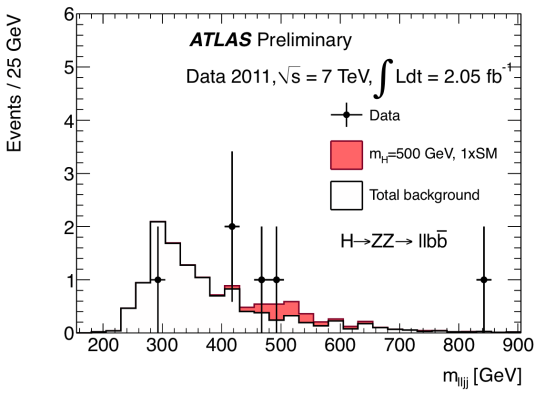 Events / 25 GeV
6
5
4
3
2
1
0
ATLAS Preliminary
Data 2011, √s = 7 TeV, ∫ Ldt = 2.05 fb⁻¹
Data
m_H=500 GeV, 1xSM
Total background
H→ZZ→ llbb̅
200 300 400 500 600 700 800 900
m_lljj [GeV]